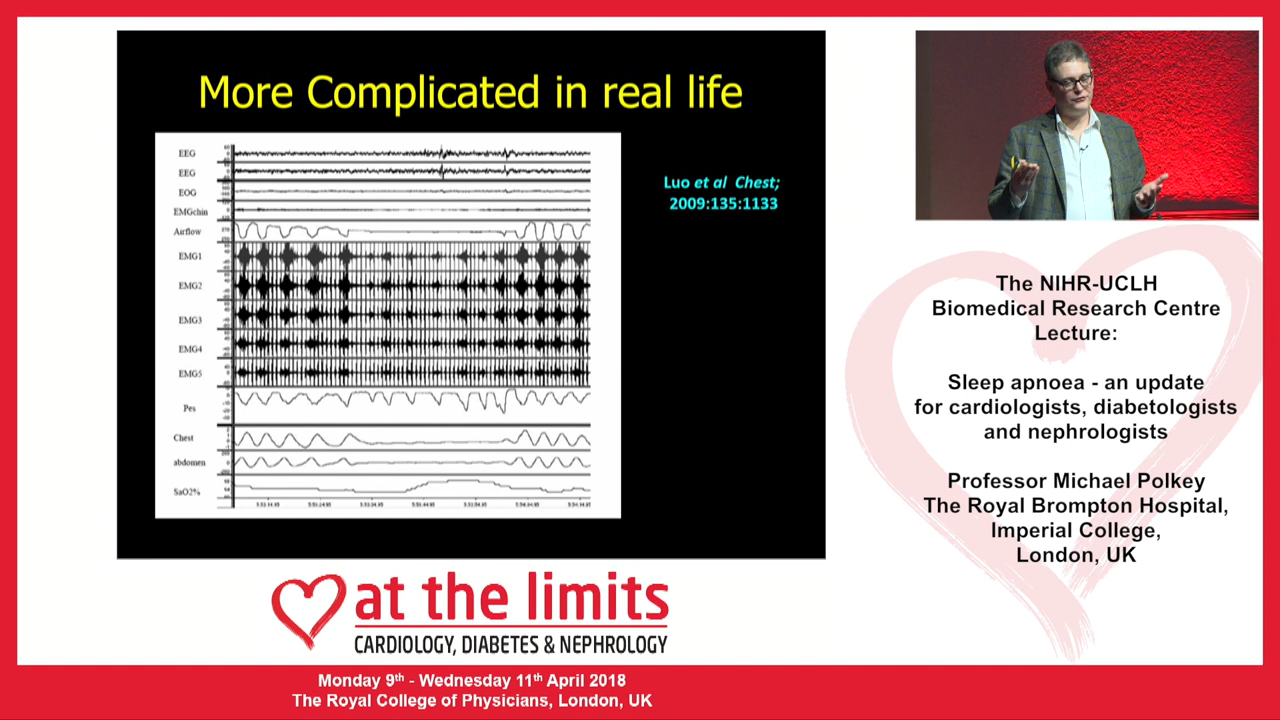 More Complicated in real life
EEG
EEG
EOG
EMGchin
Airflow
EMG1
EMG2
EMG3
EMG4
EMG5
Pes
Chest
abdomen
SaO2%
Luo et al Chest;
2009:135:1133
The NIHR-UCLH
Biomedical Research Centre
Lecture:
Sleep apnoea - an update
for cardiologists, diabetologists
and nephrologists
Professor Michael Polkey
The Royal Brompton Hospital,
Imperial College,
London, UK
at the limits
CARDIOLOGY, DIABETES & NEPHROLOGY
Monday 9th - Wednesday 11th April 2018
The Royal College of Physicians, London, UK